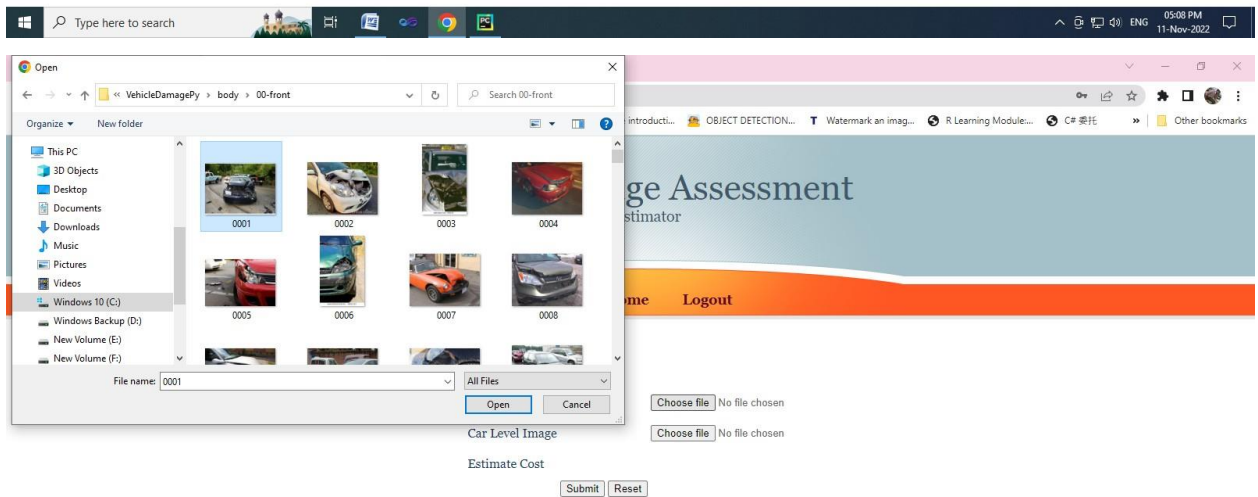 Type here to search
ENG
05:08 PM
11-Nov-2022
Open
« VehicleDamagePy › body › 00-front
Search 00-front
introducti...
OBJECT DETECTION...
T Watermark an imag...
R Learning Module:...
C# 委托
»
Other bookmarks
Organize
New folder
This PC
3D Objects
Desktop
Documents
Downloads
Music
Pictures
Videos
Windows 10 (C:)
Windows Backup (D:)
New Volume (E:)
New Volume (F:)
0001
0002
0003
0004
0005
0006
0007
0008
ge Assessment
stimator
ome
Logout
File name: 0001
All Files
Open
Cancel
Choose file No file chosen
Car Level Image
Choose file No file chosen
Estimate Cost
Submit
Reset